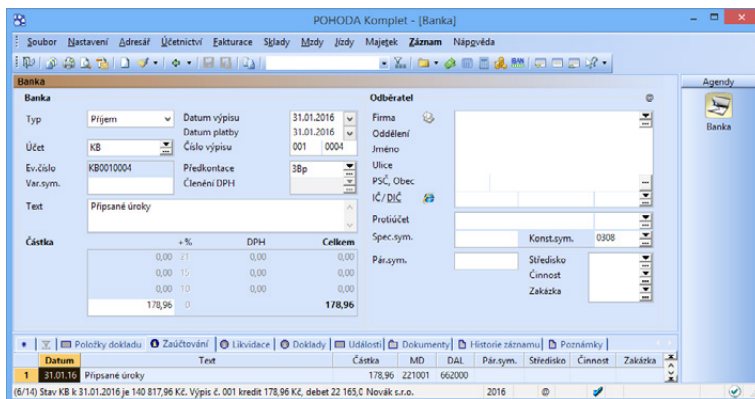 POHODA Komplet - [Banka]
Soubor Nastavení Adresář Účetnictví Fakturace Sklady Mzdy Jízdy Majetek Záznam Nápověda
Banka
Agendy
Banka
Banka Odběratel @
Typ Příjem Datum výpisu 31.01.2016 Firma
Datum platby 31.01.2016 Oddělení
Účet KB Číslo výpisu 001 0004 Jméno
Ev.číslo KB0010004 Předkontace 3Bp Ulice
Var.sym. Členění DPH PSČ, Obec
IČ/DIČ
Text Připsané úroky
Protiúčet
Spec.sym. Konst.sym. 0308
Částka +% DPH Celkem
0,00 21 0,00 0,00 Pár.sym. Středisko
0,00 15 0,00 0,00 Činnost
0,00 10 0,00 0,00 Zakázka
178,96 0 178,96
Položky dokladu Zaúčtování Likvidace Doklady Události Dokumenty Historie záznamu Poznámky
Datum Text Částka MD DAL Pár.sym. Středisko Činnost Zakázka
1 31.01.16 Připsané úroky 178,96 221001 662000
(6/14) Stav KB k 31.01.2016 je 140 817,96 Kč. Výpis č. 001 kredit 178,96 Kč, debet 22 165,0 Novák s.r.o. 2016 @